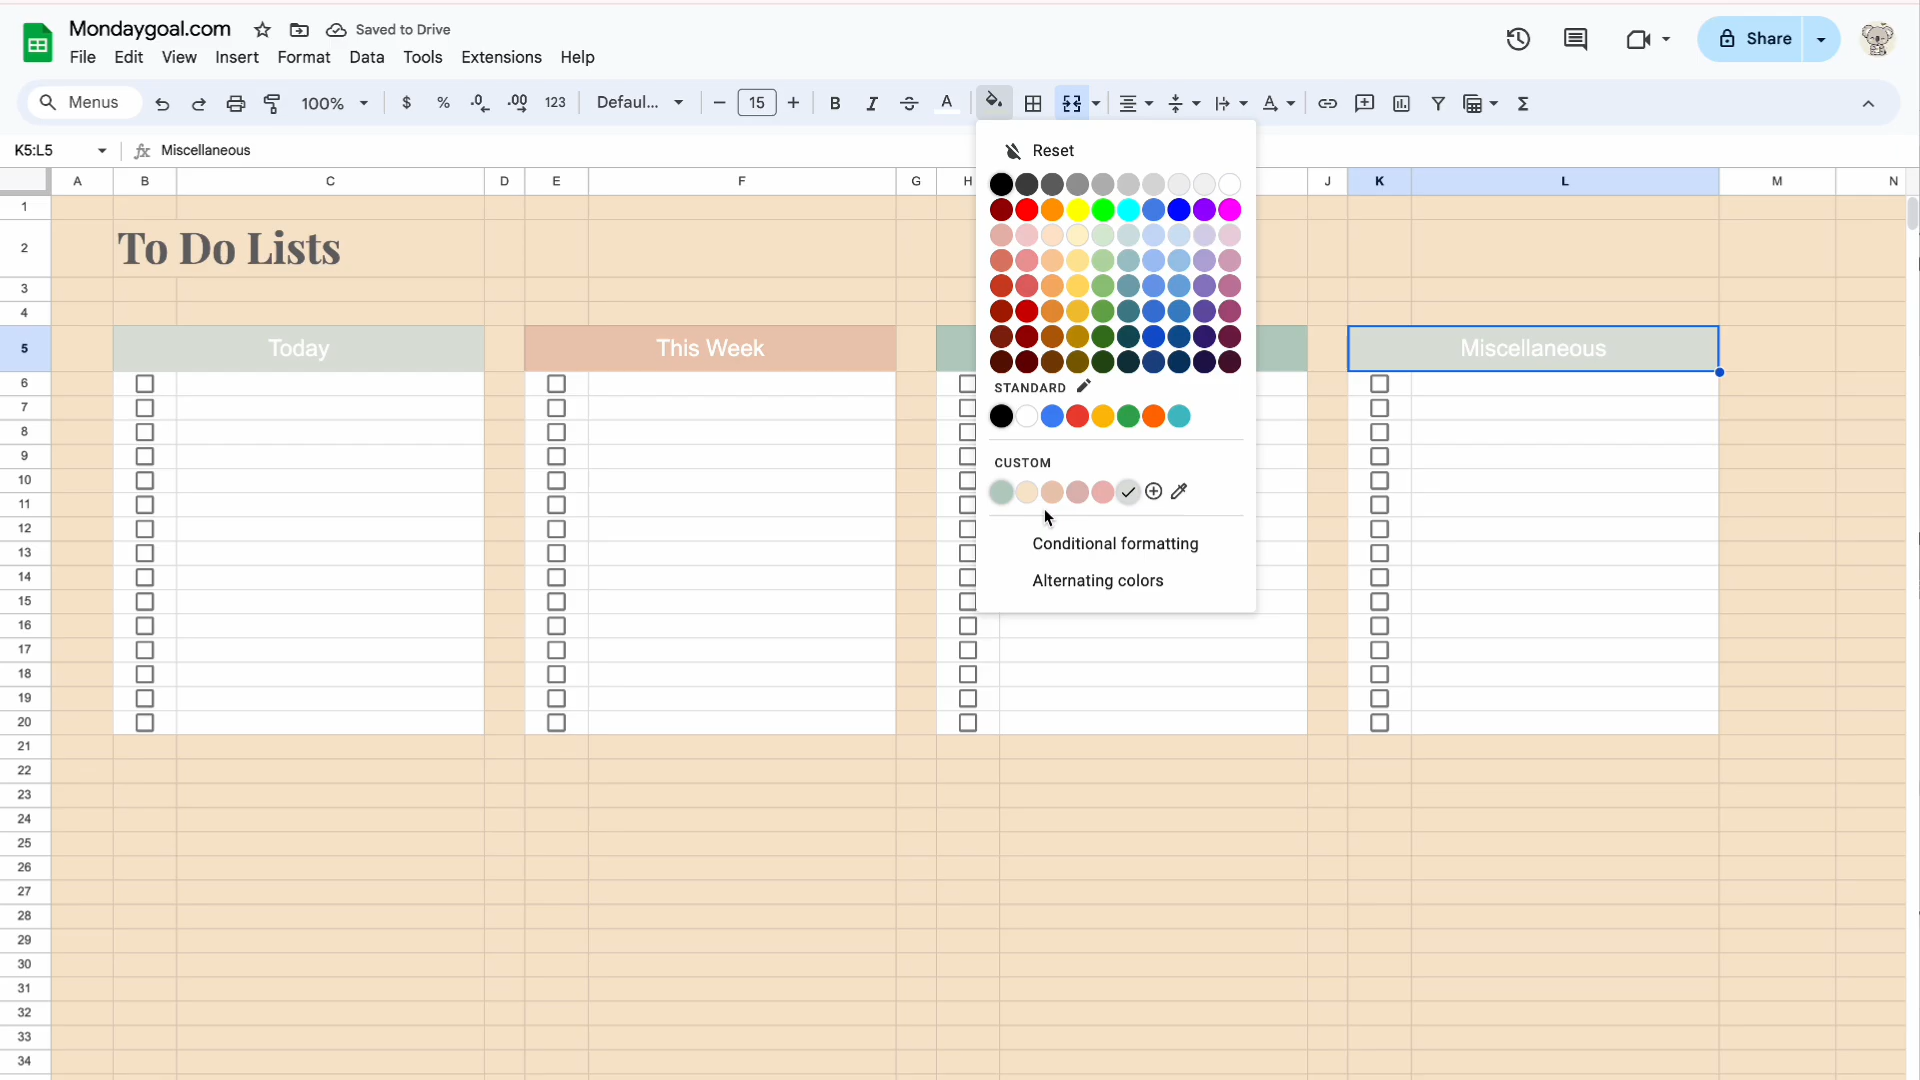 Mondaygoal.com Saved to Drive
File Edit View Insert Format Data Tools Extensions Help
Share
Menus 100% $ % .0 .00 123 Defaul... 15 B I S A
K5:L5 fx Miscellaneous
Reset
A B C D E F G H J K L M N
1
2 To Do Lists
3
4
5 Today This Week Miscellaneous
6
7
STANDARD
8
9
CUSTOM
10
11
12
13 Conditional formatting
14 Alternating colors
15
16
17
18
19
20
21
22
23
24
25
26
27
28
29
30
31
32
33
34